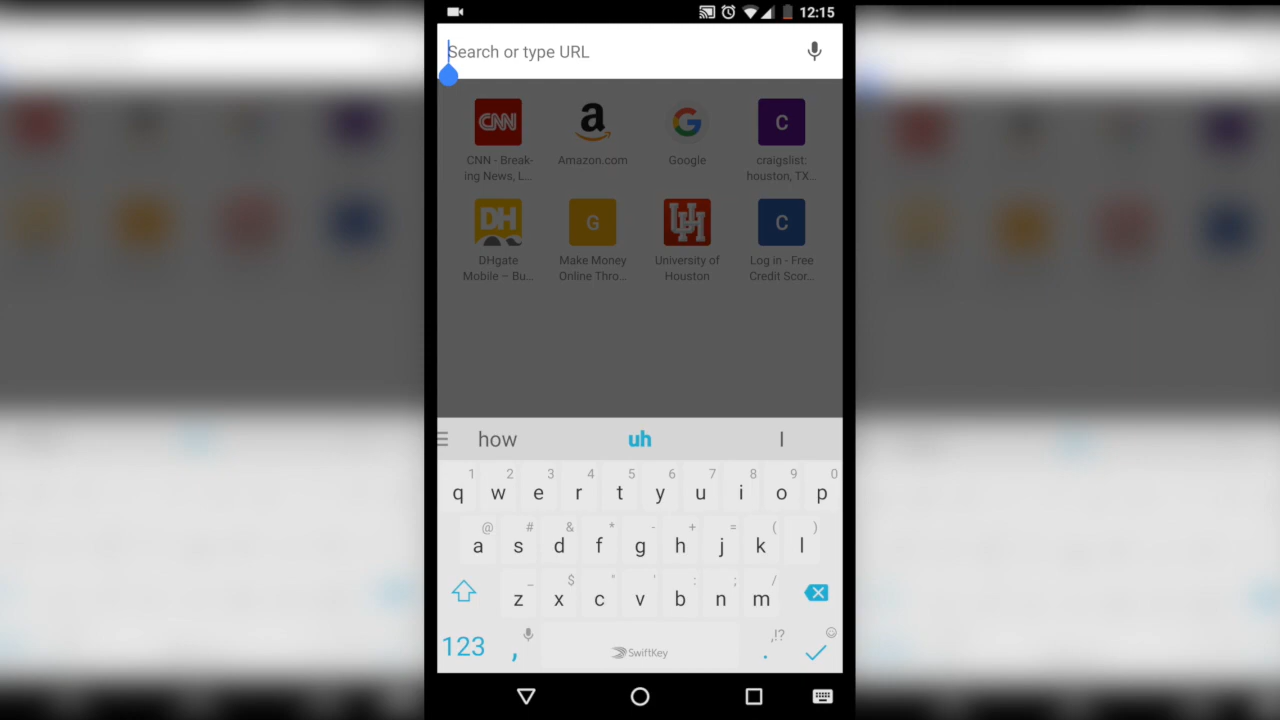 12:15
Search or type URL
CNN
a
G
C
CNN - Break-
ing News, L...
Amazon.com
Google
craigslist:
houston, TX...
DH
G
UH
C
DHgate
Mobile – Bu...
Make Money
Online Thro...
University of
Houston
Log in - Free
Credit Scor...
how uh I
1 2 3 4 5 6 7 8 9 0
q w e r t y u i o p
@ # & * - + = ( )
a s d f g h j k l
_ $ " ' : ; /
z x c v b n m
,!?
123 , SwiftKey .